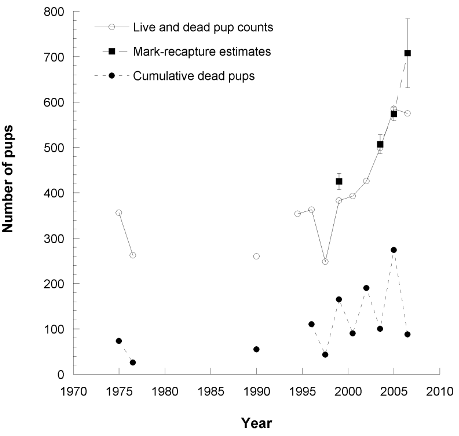 800
700
600
500
400
300
200
100
0
Number of pups
Live and dead pup counts
Mark-recapture estimates
Cumulative dead pups
1970 1975 1980 1985 1990 1995 2000 2005 2010
Year